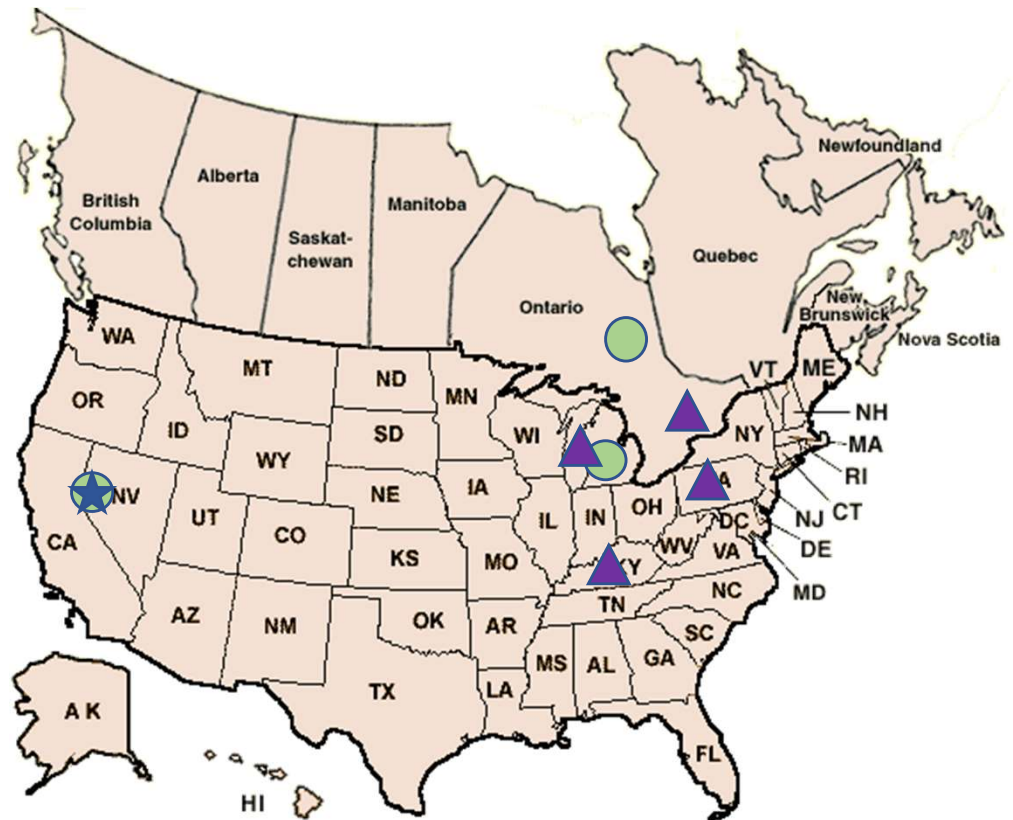 Newfoundland
Alberta
British
Columbia
Manitoba
Saskat-
chewan
Quebec
Ontario
New
Brunswick
Nova Scotia
WA
MT
ND
MN
VT
ME
OR
ID
SD
WI
NY
NH
MA
WY
RI
NV
NE
IA
A
CT
UT
IL
IN
OH
NJ
CA
CO
DC
DE
KS
MO
WV
VA
KY
MD
AZ
NM
OK
AR
TN
NC
SC
MS
AL
GA
TX
LA
A K
FL
HI